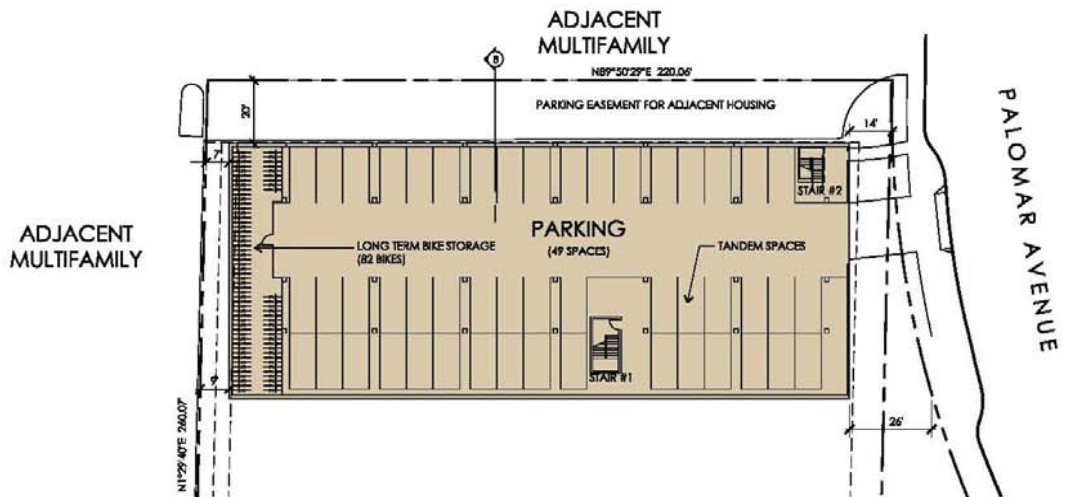 ADJACENT
MULTIFAMILY
B
N89°50'29"E 220.06'
20'
PARKING EASEMENT FOR ADJACENT HOUSING
14'
7'
STAIR #2
PALOMAR AVENUE
ADJACENT
MULTIFAMILY
LONG TERM BIKE STORAGE
(82 BIKES)
PARKING
(49 SPACES)
TANDEM SPACES
9'
STAIR #1
26'
N1°29'40"E 260.07'